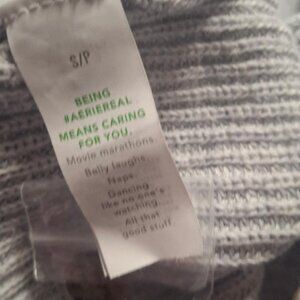 S/P
BEING
#AERIEREAL
MEANS CARING
FOR YOU.
Movie marathons.
Belly laughs.
Naps.
Dancing
like no one's
watching...
All that
good stuff.